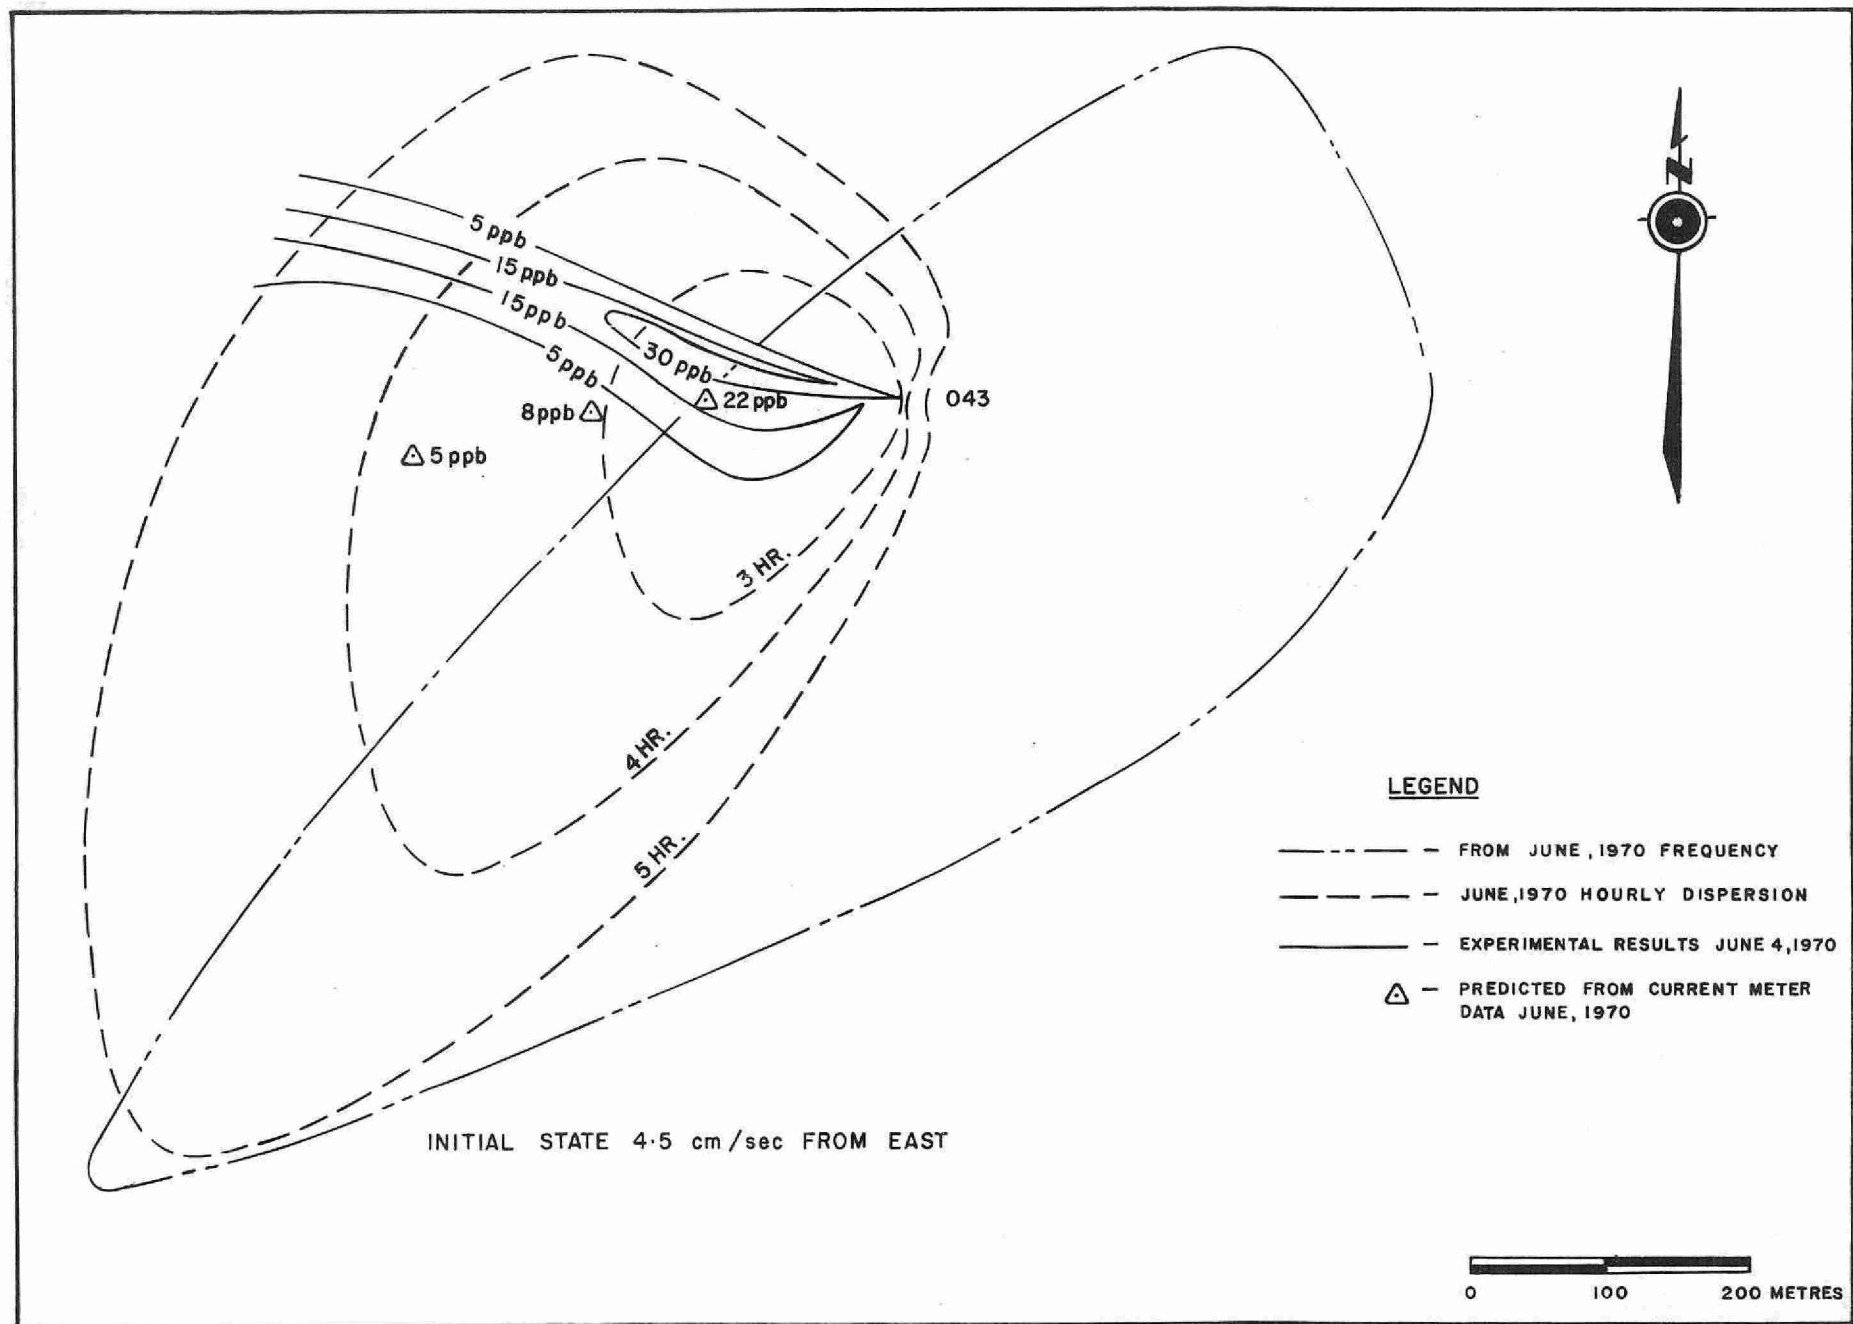 N
5 ppb
15 ppb
15 ppb
5 ppb
30 ppb
22 ppb
8 ppb
5 ppb
043
3 HR.
4 HR.
5 HR.
LEGEND
— FROM JUNE, 1970 FREQUENCY
— JUNE, 1970 HOURLY DISPERSION
— EXPERIMENTAL RESULTS JUNE 4, 1970
— PREDICTED FROM CURRENT METER
DATA JUNE, 1970
INITIAL STATE 4·5 cm/sec FROM EAST
0 100 200 METRES